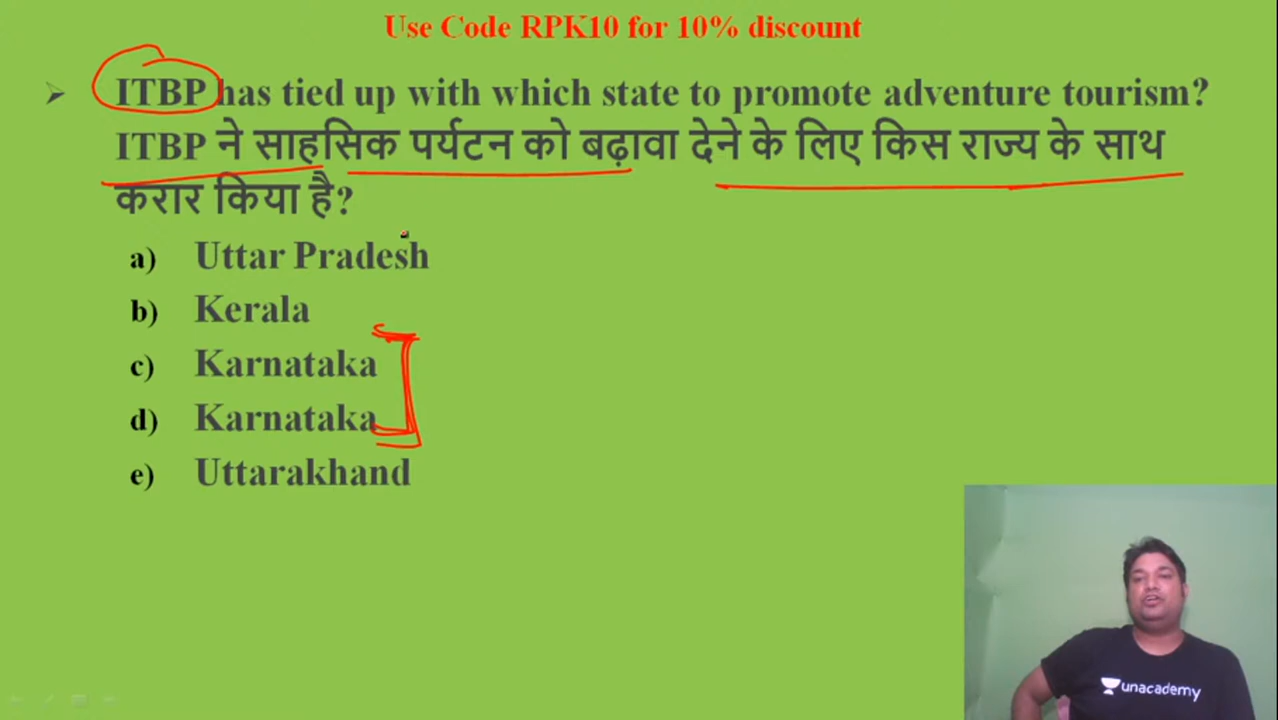 Use Code RPK10 for 10% discount
➢ ITBP has tied up with which state to promote adventure tourism?
ITBP ने साहसिक पर्यटन को बढ़ावा देने के लिए किस राज्य के साथ
करार किया है?
a) Uttar Pradesh
b) Kerala
c) Karnataka
d) Karnataka
e) Uttarakhand
unacademy